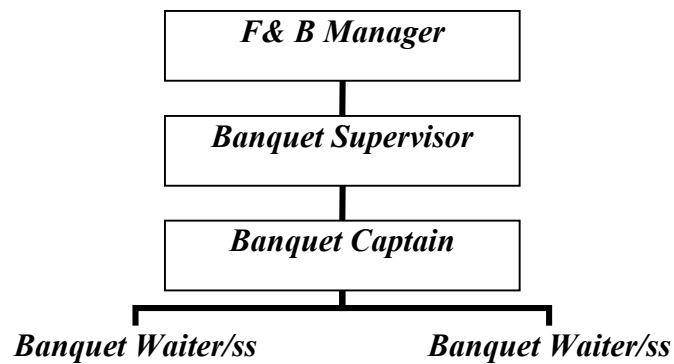 F& B Manager
Banquet Supervisor
Banquet Captain
Banquet Waiter/ss
Banquet Waiter/ss